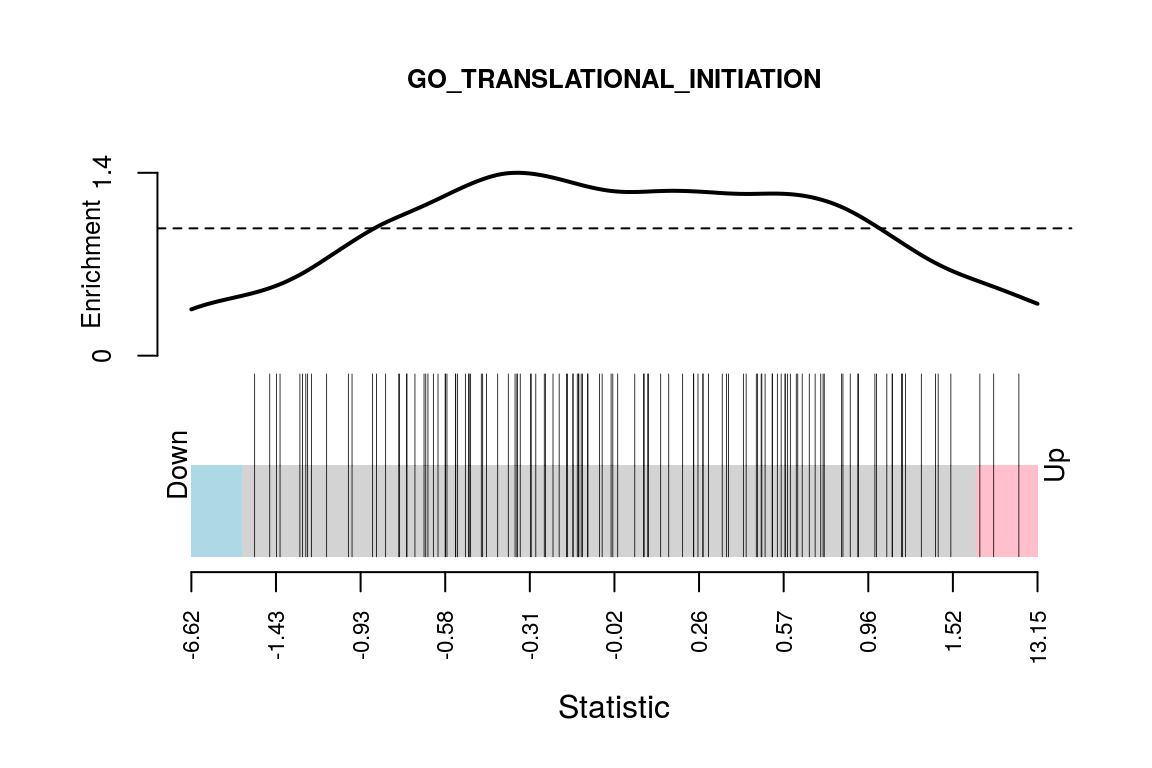 GO_TRANSLATIONAL_INITIATION
1.4
Enrichment
0
Down
Up
-6.62 -1.43 -0.93 -0.58 -0.31 -0.02 0.26 0.57 0.96 1.52 13.15
Statistic